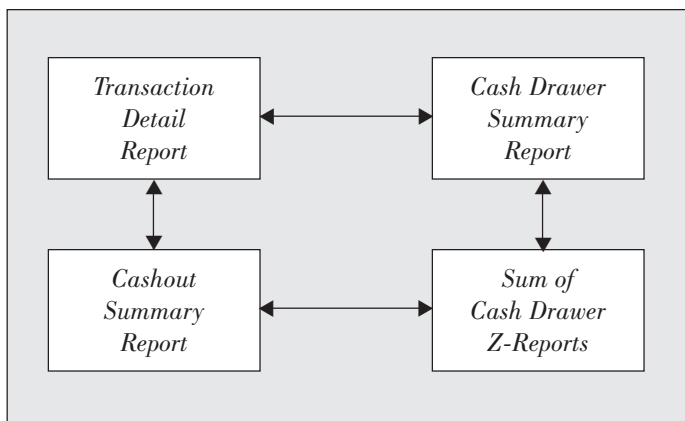 Transaction
Detail
Report
Cash Drawer
Summary
Report
Cashout
Summary
Report
Sum of
Cash Drawer
Z-Reports